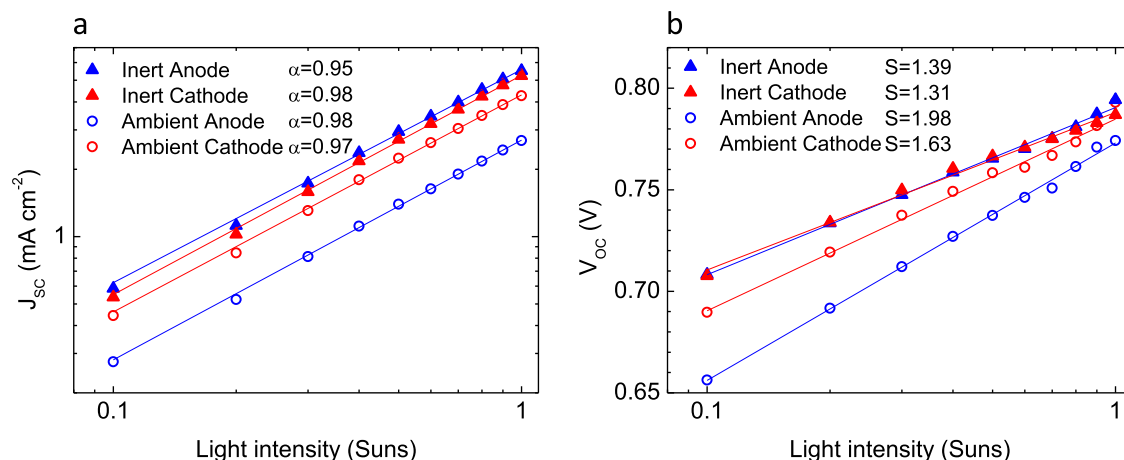 a
Inert Anode α=0.95
Inert Cathode α=0.98
Ambient Anode α=0.98
Ambient Cathode α=0.97
1
J_SC (mA cm⁻²)
0.1 1
Light intensity (Suns)
b
Inert Anode S=1.39
Inert Cathode S=1.31
Ambient Anode S=1.98
Ambient Cathode S=1.63
0.80
0.75
0.70
0.65
V_OC (V)
0.1 1
Light intensity (Suns)